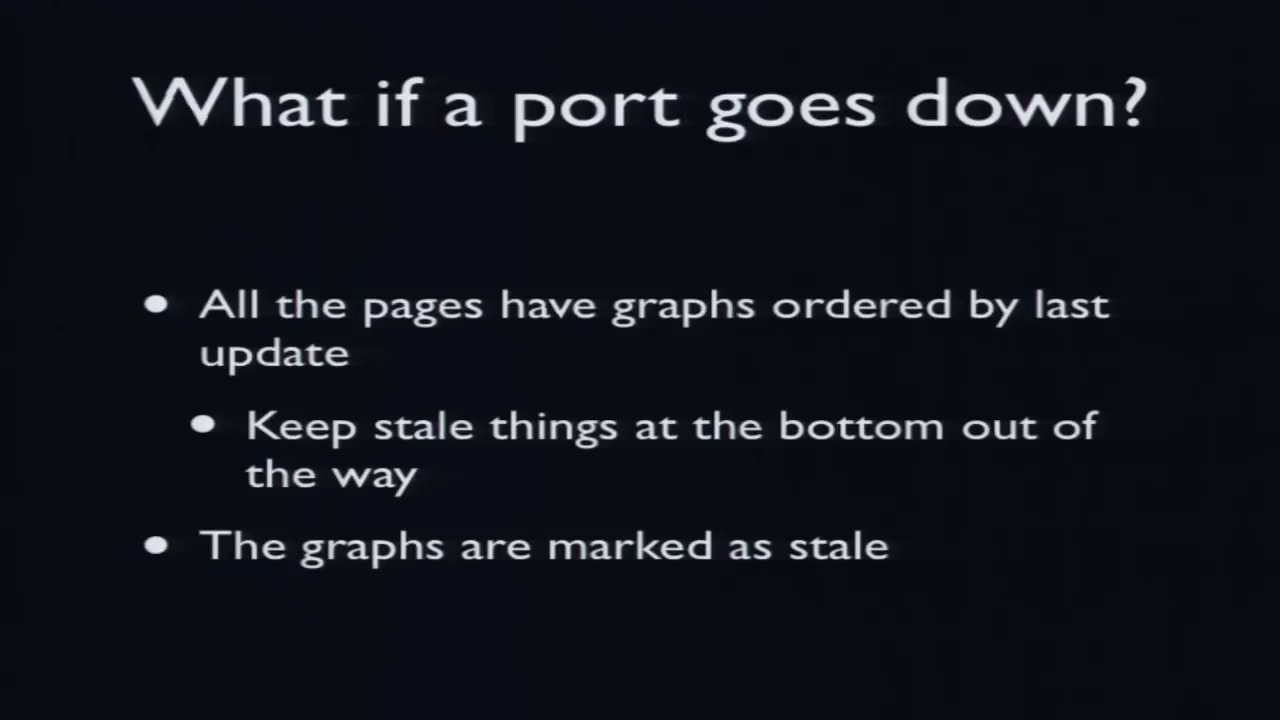 What if a port goes down?
● All the pages have graphs ordered by last
update
● Keep stale things at the bottom out of
the way
● The graphs are marked as stale